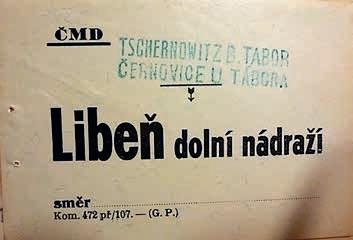 ČMD
TSCHERNOWITZ B. TABOR
ČERNOVICE U TÁBORA
Libeň dolní nádraží
směr
Kom. 472 př/107. — (G. P.)